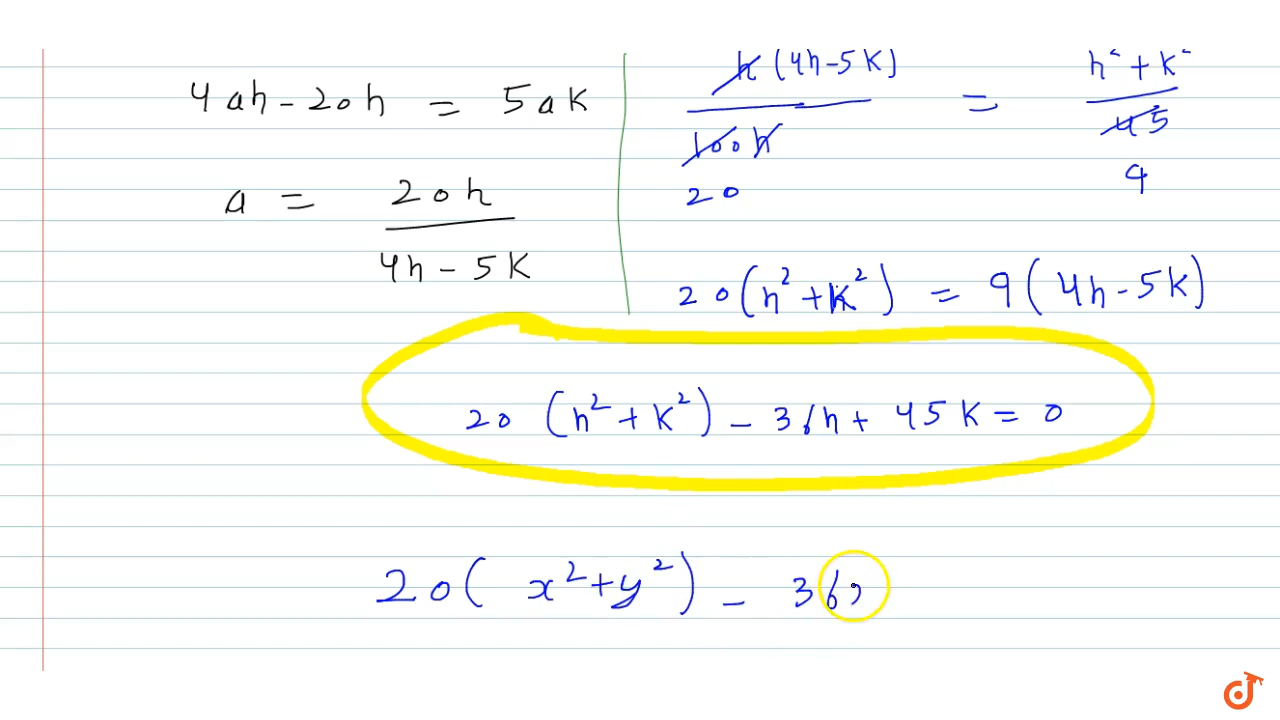 4ah - 20h = 5ak
a = 20h / 4h - 5k
h(4h - 5k) / 100h = h² + k² / 45
20 9
20(h² + k²) = 9(4h - 5k)
20 (h² + k²) - 36h + 45k = 0
20( x² + y² ) - 36